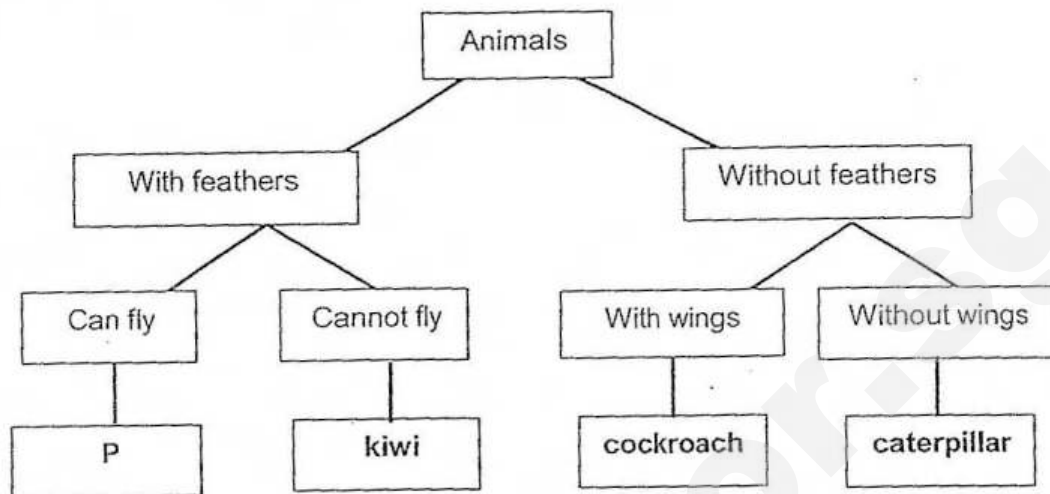 Animals
With feathers
Without feathers
Can fly
Cannot fly
With wings
Without wings
P
kiwi
cockroach
caterpillar